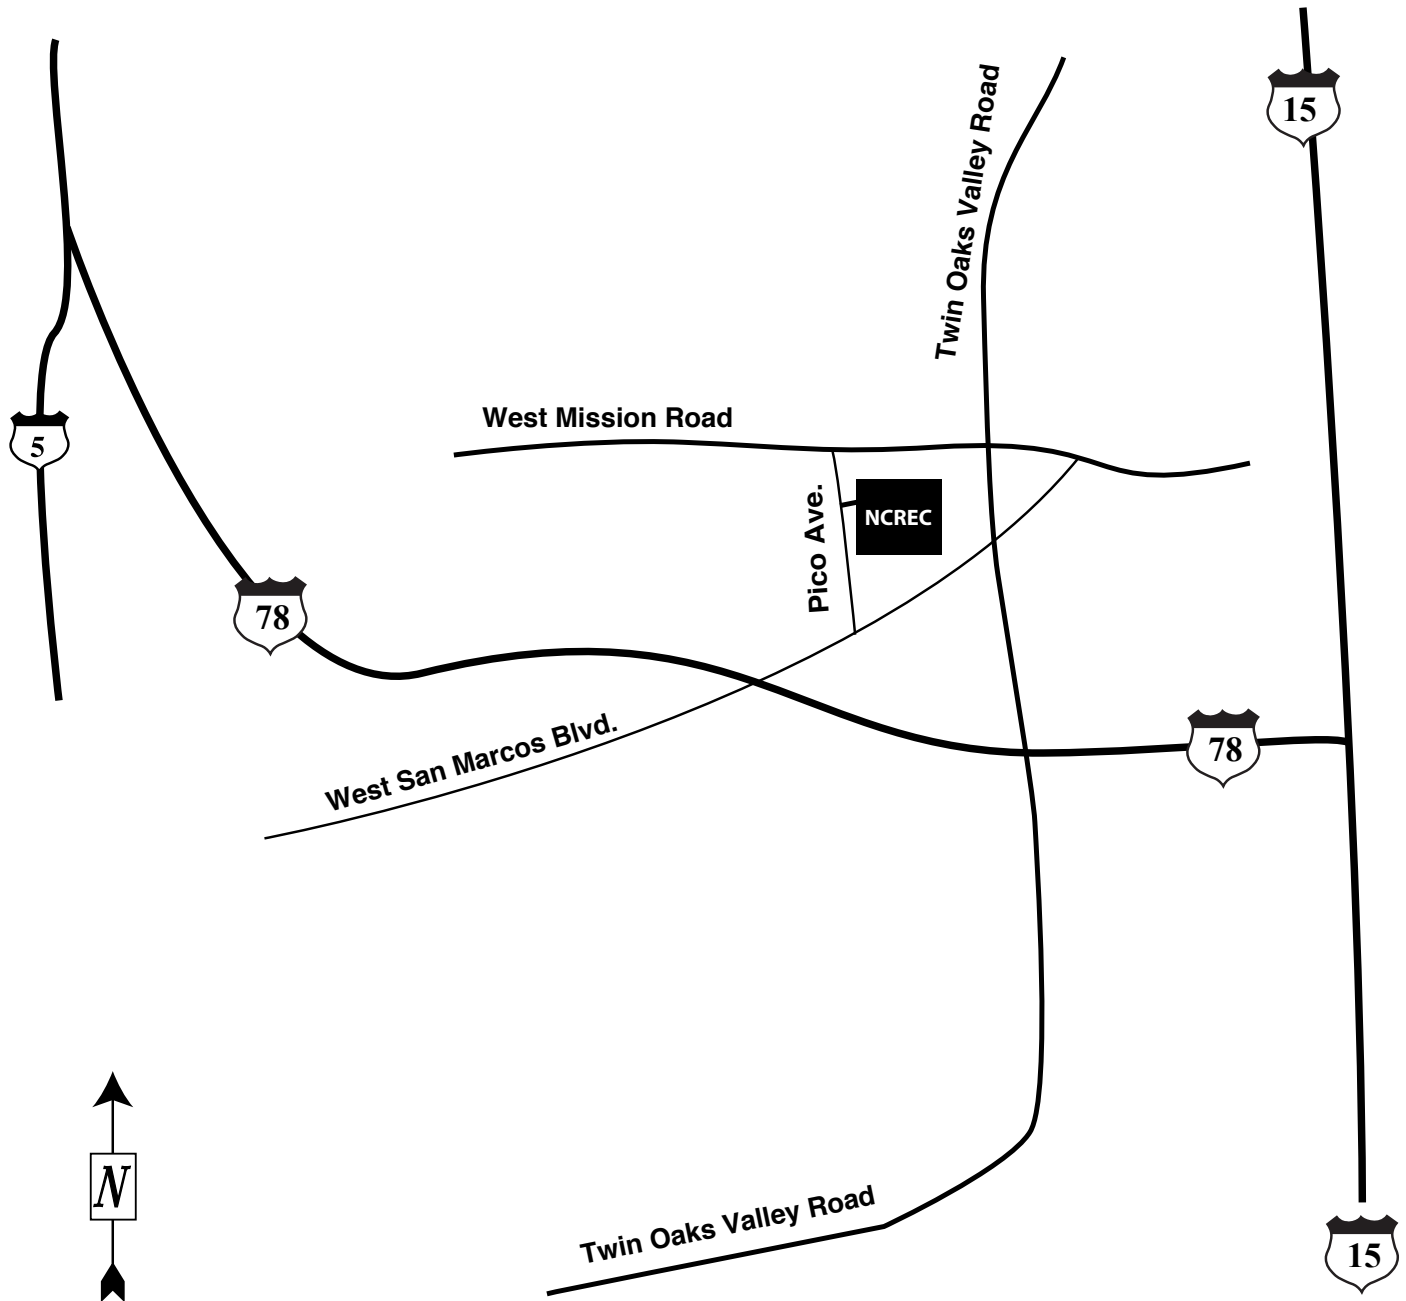 15
Twin Oaks Valley Road
West Mission Road
5
Pico Ave.
NCREC
78
West San Marcos Blvd.
78
N
Twin Oaks Valley Road
15